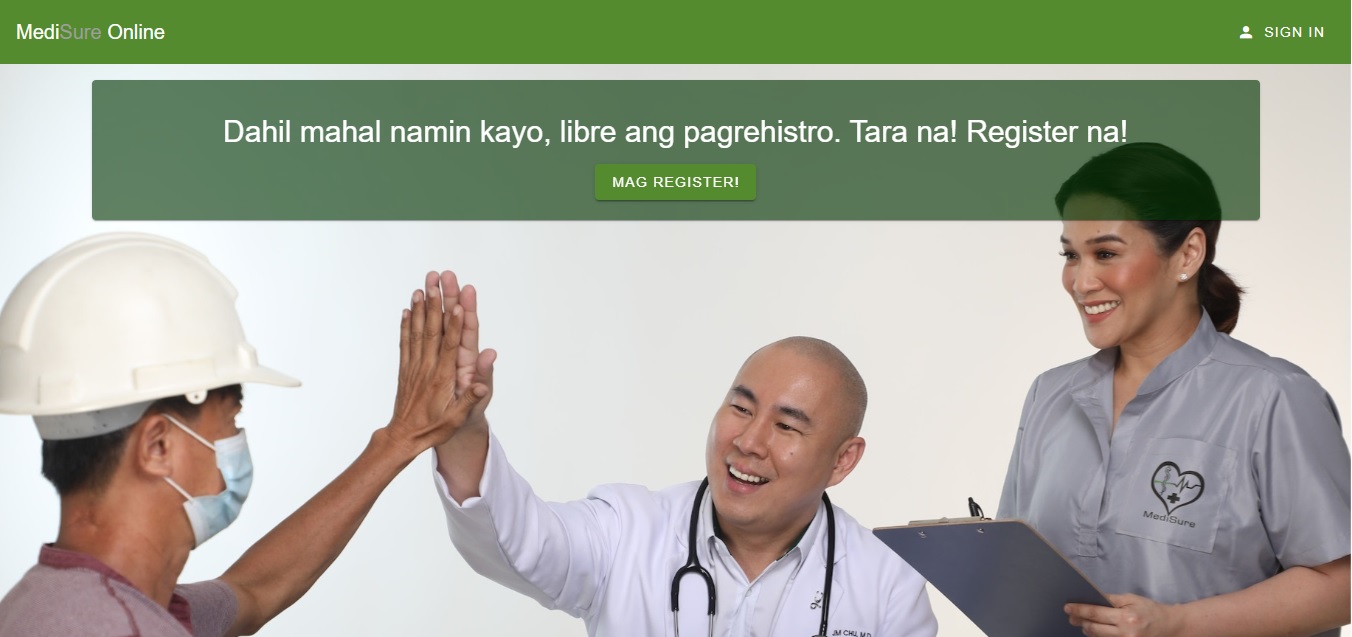 MediSure Online
SIGN IN
Dahil mahal namin kayo, libre ang pagrehistro. Tara na! Register na!
MAG REGISTER!
MediSure
JM CHU, M.D.